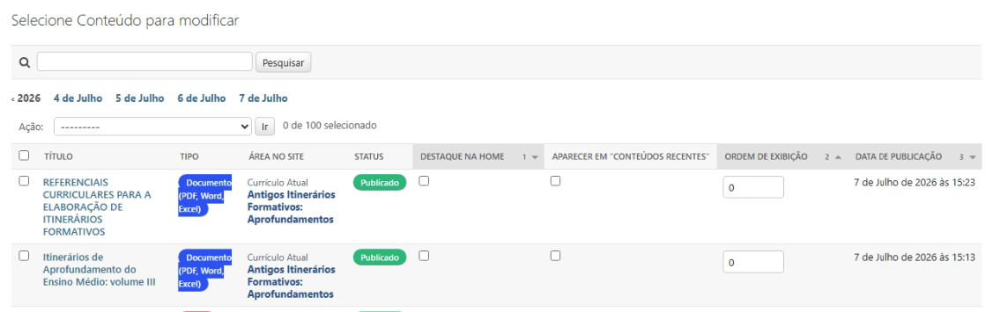 Selecione Conteúdo para modificar
Pesquisar
‹ 2026 4 de Julho 5 de Julho 6 de Julho 7 de Julho
Ação: --------- Ir 0 de 100 selecionado
TÍTULO TIPO ÁREA NO SITE STATUS DESTAQUE NA HOME 1 APARECER EM "CONTEÚDOS RECENTES" ORDEM DE EXIBIÇÃO 2 DATA DE PUBLICAÇÃO 3
REFERENCIAIS
CURRICULARES PARA A
ELABORAÇÃO DE
ITINERÁRIOS
FORMATIVOS
Documento
(PDF, Word,
Excel)
Currículo Atual
Antigos Itinerários
Formativos:
Aprofundamentos
Publicado
0
7 de Julho de 2026 às 15:23
Itinerários de
Aprofundamento do
Ensino Médio: volume III
Documento
(PDF, Word,
Excel)
Currículo Atual
Antigos Itinerários
Formativos:
Aprofundamentos
Publicado
0
7 de Julho de 2026 às 15:13